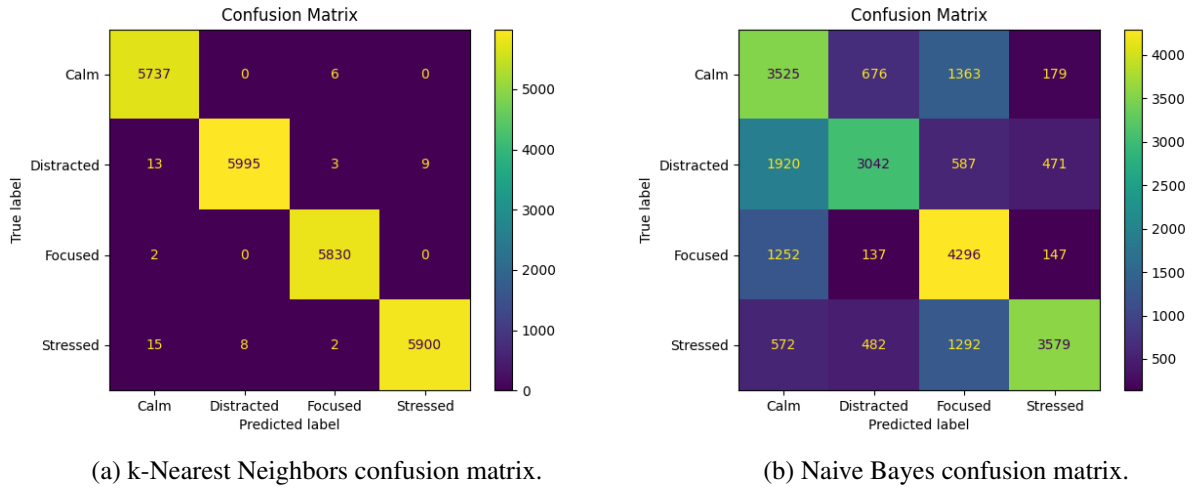 Confusion Matrix
Calm 5737 0 6 0
Distracted 13 5995 3 9
Focused 2 0 5830 0
Stressed 15 8 2 5900
Calm Distracted Focused Stressed
Predicted label
True label
5000
4000
3000
2000
1000
0
(a) k-Nearest Neighbors confusion matrix.
Confusion Matrix
Calm 3525 676 1363 179
Distracted 1920 3042 587 471
Focused 1252 137 4296 147
Stressed 572 482 1292 3579
Calm Distracted Focused Stressed
Predicted label
True label
4000
3500
3000
2500
2000
1500
1000
500
(b) Naive Bayes confusion matrix.